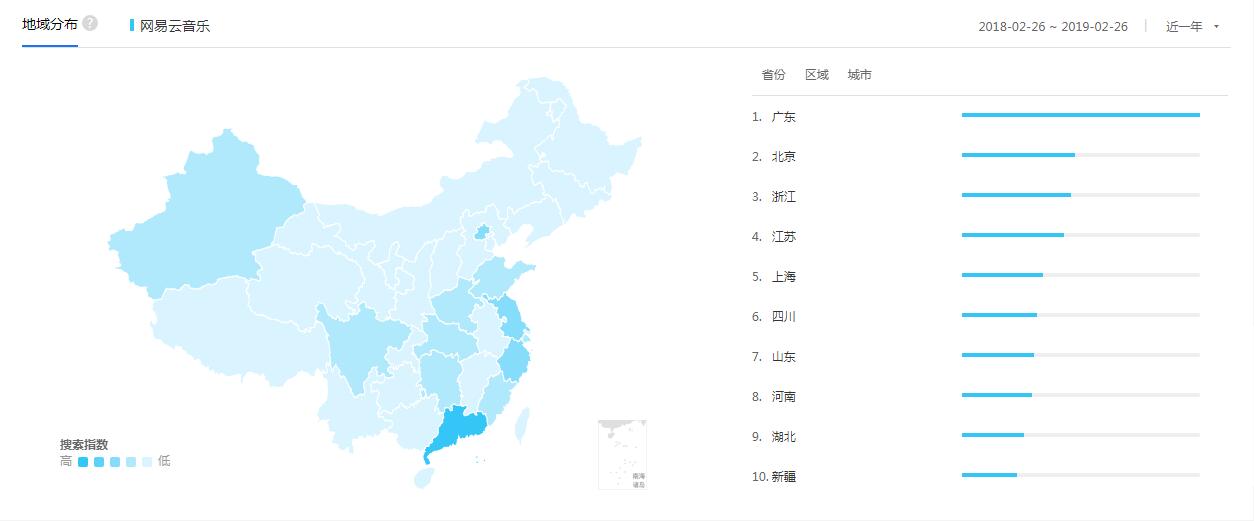 地域分布 ? 网易云音乐 2018-02-26 ~ 2019-02-26 | 近一年
省份 区域 城市
1. 广东
2. 北京
3. 浙江
4. 江苏
5. 上海
6. 四川
7. 山东
8. 河南
9. 湖北
10. 新疆
搜索指数
高 低
南海
诸岛